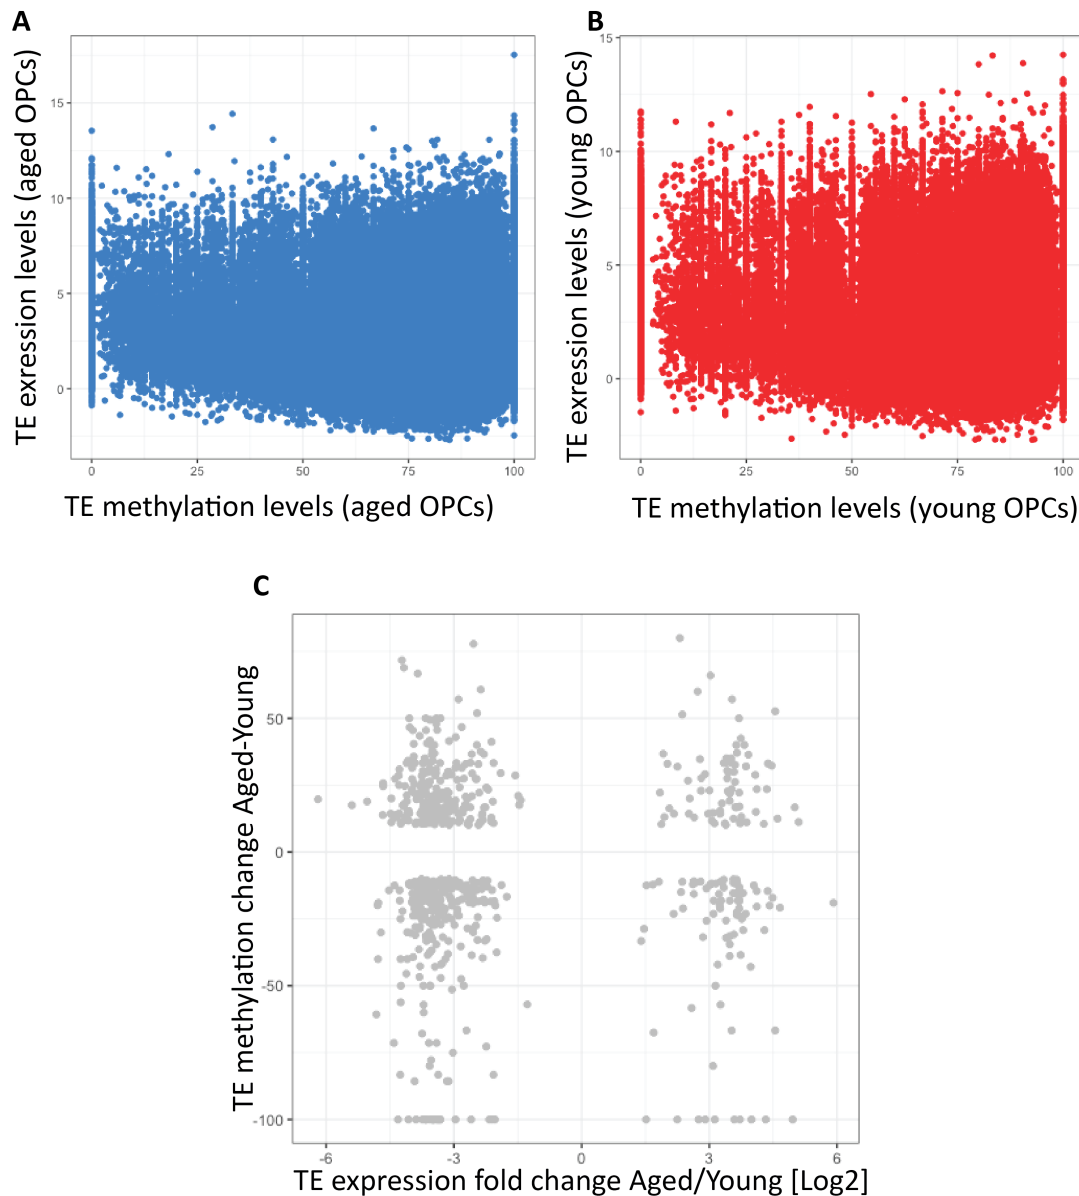 A
TE exression levels (aged OPCs)
15
10
5
0
0 25 50 75 100
TE methylation levels (aged OPCs)
B
TE exression levels (young OPCs)
15
10
5
0
0 25 50 75 100
TE methylation levels (young OPCs)
C
TE methylation change Aged-Young
50
0
-50
-100
-6 -3 0 3 6
TE expression fold change Aged/Young [Log2]